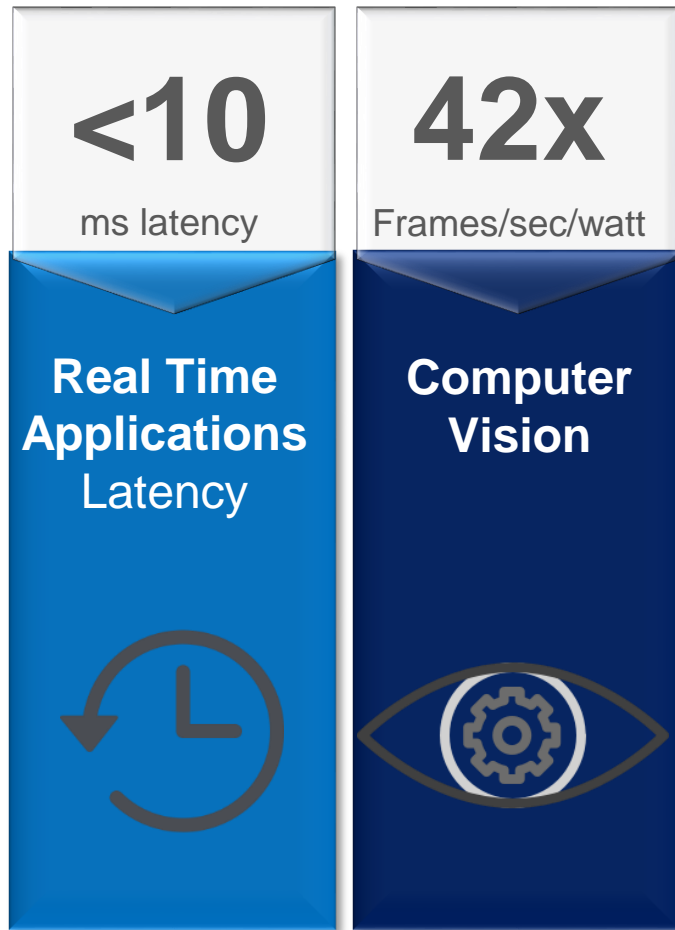 <10
ms latency
Real Time
Applications
Latency
42x
Frames/sec/watt
Computer
Vision